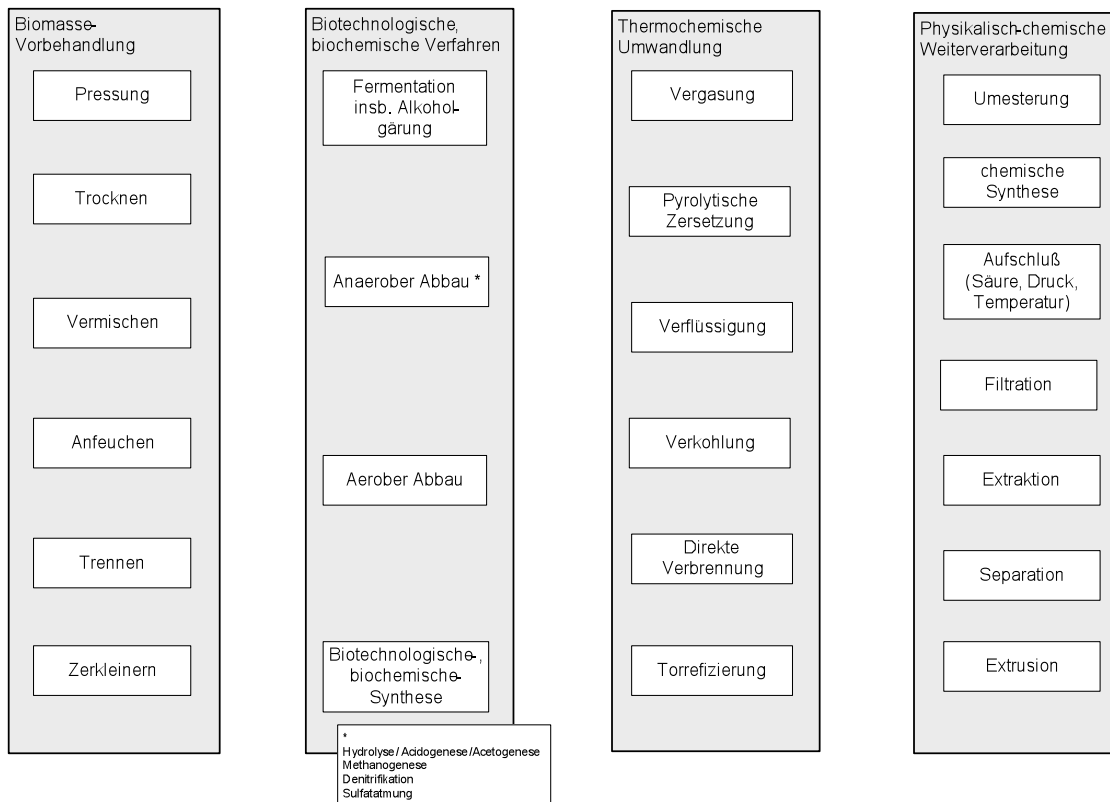 Biomasse-
Vorbehandlung
Pressung
Trocknen
Vermischen
Anfeuchen
Trennen
Zerkleinern
Biotechnologische,
biochemische Verfahren
Fermentation
insb. Alkohol-
gärung
Anaerober Abbau *
Aerober Abbau
Biotechnologische-,
biochemische-
Synthese
*
Hydrolyse/Acidogenese/Acetogenese
Methanogenese
Denitrifikation
Sulfatatmung
Thermochemische
Umwandlung
Vergasung
Pyrolytische
Zersetzung
Verflüssigung
Verkohlung
Direkte
Verbrennung
Torrefizierung
Physikalisch-chemische
Weiterverarbeitung
Umesterung
chemische
Synthese
Aufschluß
(Säure, Druck,
Temperatur)
Filtration
Extraktion
Separation
Extrusion